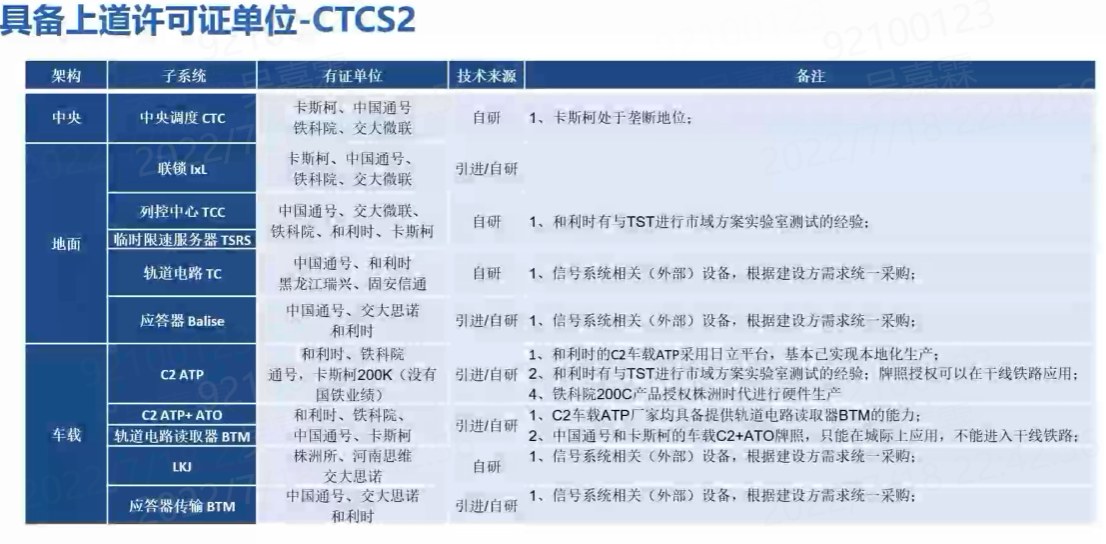 具备上道许可证单位-CTCS2
架构 子系统 有证单位 技术来源 备注
中央 中央调度 CTC 卡斯柯、中国通号
铁科院、交大微联 自研 1、卡斯柯处于垄断地位；
地面 联锁 IxL 卡斯柯、中国通号、
铁科院、交大微联 引进/自研
列控中心 TCC
临时限速服务器 TSRS 中国通号、交大微联、
铁科院、和利时、卡斯柯 自研 1、和利时有与TST进行市域方案实验室测试的经验；
轨道电路 TC 中国通号、和利时
黑龙江瑞兴、固安信通 自研 1、信号系统相关（外部）设备，根据建设方需求统一采购；
应答器 Balise 中国通号、交大思诺
和利时 引进/自研 1、信号系统相关（外部）设备，根据建设方需求统一采购；
车载 C2 ATP 和利时、铁科院
通号，卡斯柯200K（没有
国铁业绩） 引进/自研 1、和利时的C2车载ATP采用日立平台，基本已实现本地化生产；
2、和利时有与TST进行市域方案实验室测试的经验；牌照授权可以在干线铁路应用；
4、铁科院200C产品授权株洲时代进行硬件生产
C2 ATP+ ATO
轨道电路读取器 BTM 和利时、铁科院、
中国通号、卡斯柯 引进/自研 1、C2车载ATP厂家均具备提供轨道电路读取器BTM的能力；
2、中国通号和卡斯柯的车载C2+ATO牌照，只能在城际上应用，不能进入干线铁路；
LKJ 株洲所、河南思维
交大思诺 自研 1、信号系统相关（外部）设备，根据建设方需求统一采购；
应答器传输 BTM 中国通号、交大思诺
和利时 引进/自研 1、信号系统相关（外部）设备，根据建设方需求统一采购；
92100123